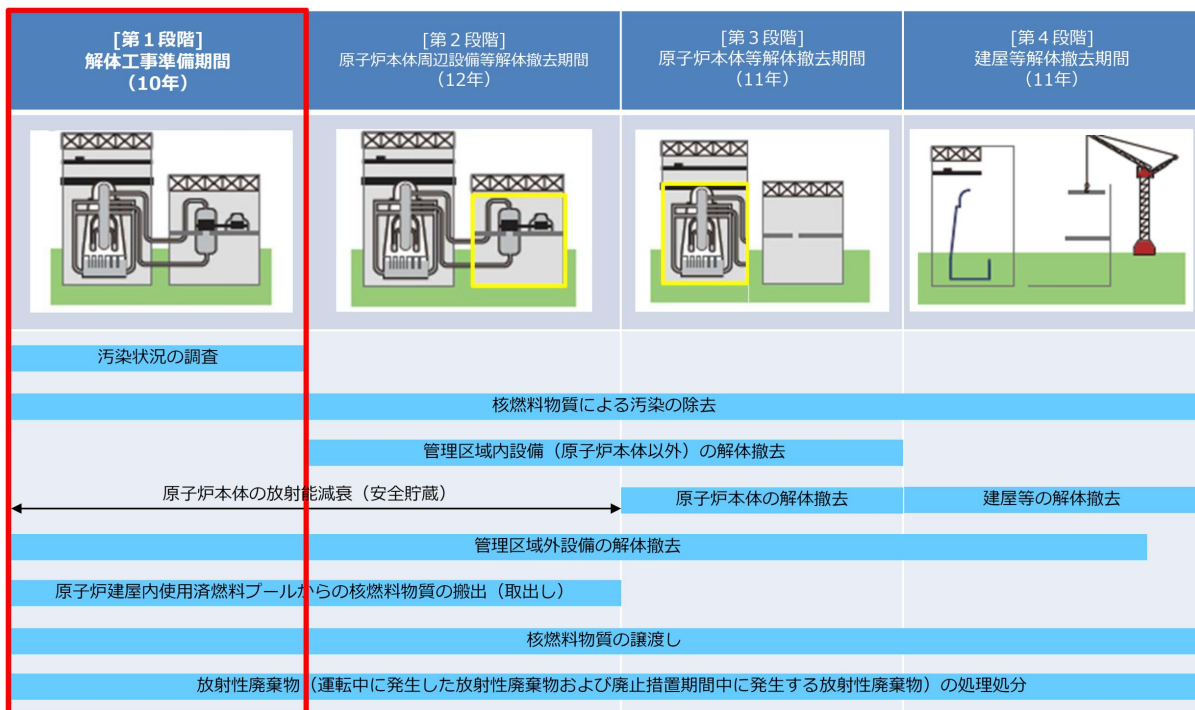 [第１段階]
解体工事準備期間
（10年）
[第２段階]
原子炉本体周辺設備等解体撤去期間
（12年）
[第３段階]
原子炉本体等解体撤去期間
（11年）
[第４段階]
建屋等解体撤去期間
（11年）
汚染状況の調査
核燃料物質による汚染の除去
管理区域内設備（原子炉本体以外）の解体撤去
原子炉本体の放射能減衰（安全貯蔵）
原子炉本体の解体撤去
建屋等の解体撤去
管理区域外設備の解体撤去
原子炉建屋内使用済燃料プールからの核燃料物質の搬出（取出し）
核燃料物質の譲渡し
放射性廃棄物（運転中に発生した放射性廃棄物および廃止措置期間中に発生する放射性廃棄物）の処理処分